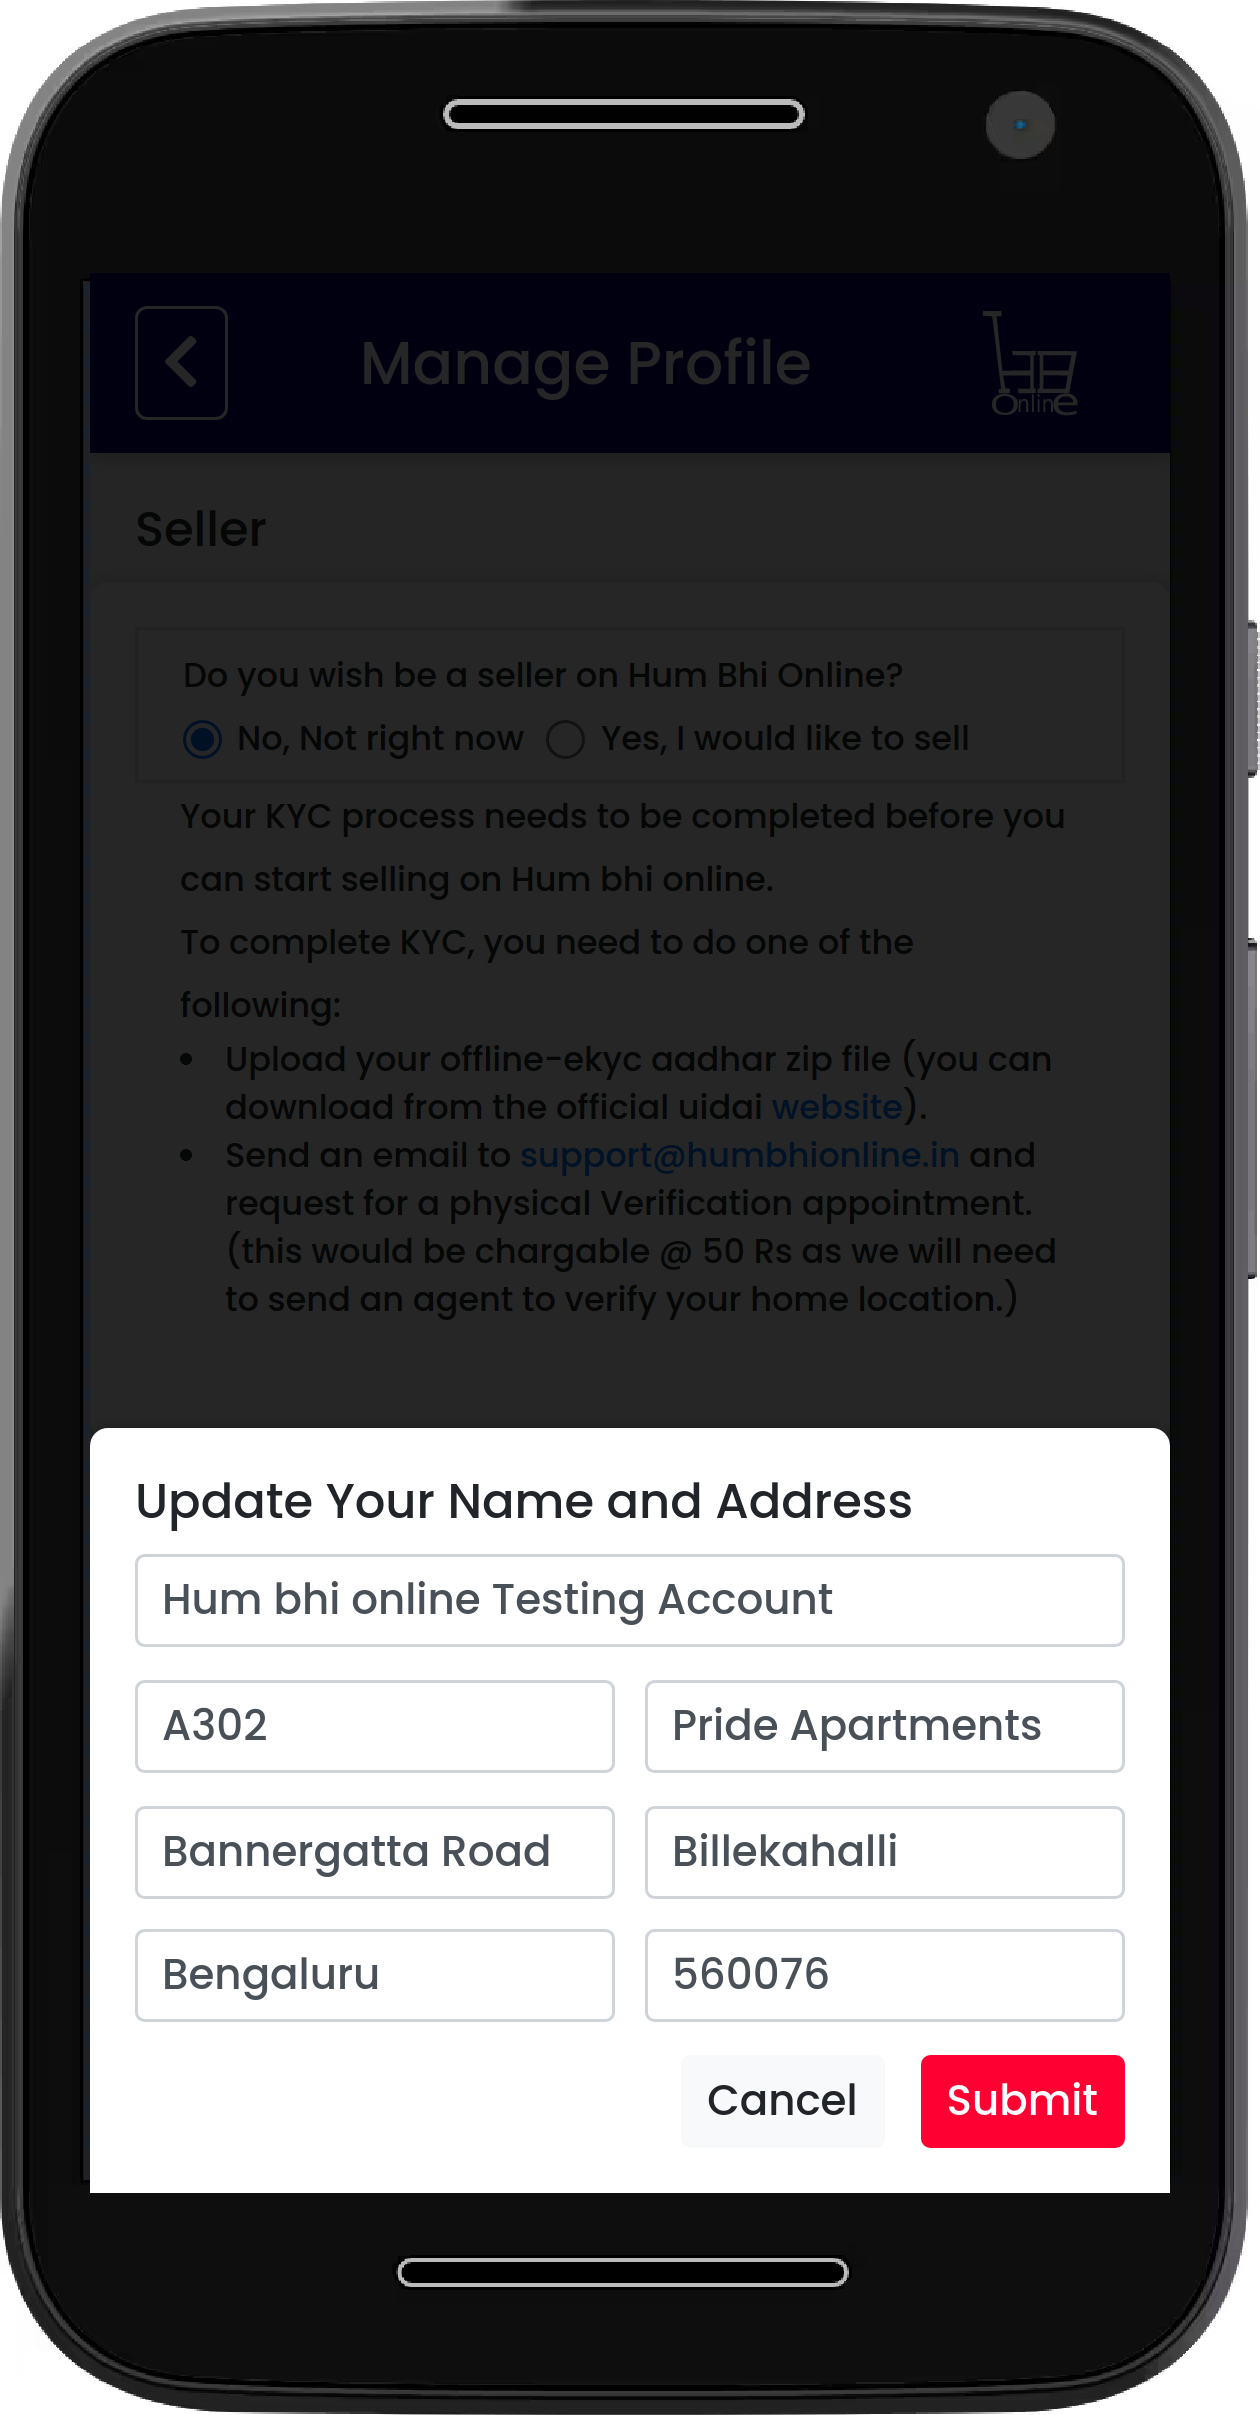 Manage Profile
Online
Seller
Do you wish be a seller on Hum Bhi Online?
No, Not right now Yes, I would like to sell
Your KYC process needs to be completed before you
can start selling on Hum bhi online.
To complete KYC, you need to do one of the
following:
• Upload your offline-ekyc aadhar zip file (you can
download from the official uidai website).
• Send an email to support@humbhionline.in and
request for a physical Verification appointment.
(this would be chargable @ 50 Rs as we will need
to send an agent to verify your home location.)
Update Your Name and Address
Hum bhi online Testing Account
A302 Pride Apartments
Bannergatta Road Billekahalli
Bengaluru 560076
Cancel Submit